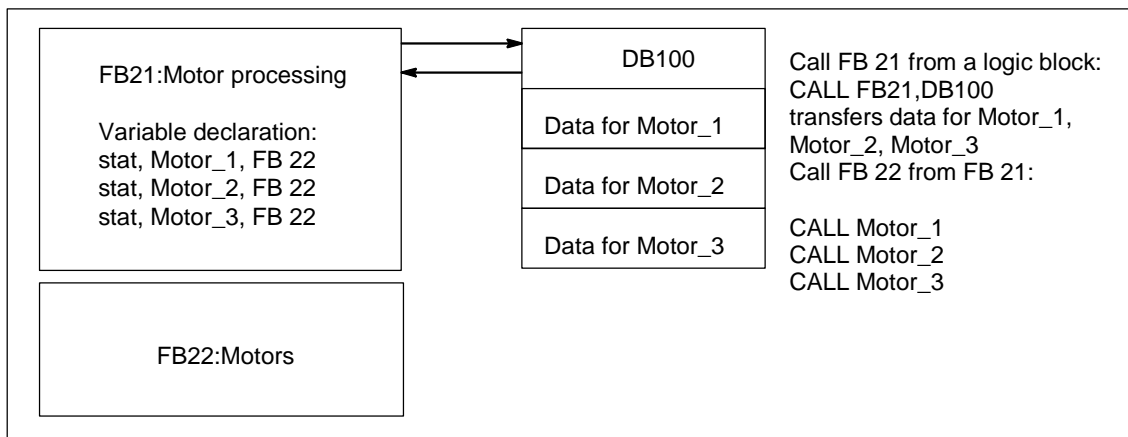 FB21:Motor processing
Variable declaration:
stat, Motor_1, FB 22
stat, Motor_2, FB 22
stat, Motor_3, FB 22
FB22:Motors
DB100
Data for Motor_1
Data for Motor_2
Data for Motor_3
Call FB 21 from a logic block:
CALL FB21,DB100
transfers data for Motor_1,
Motor_2, Motor_3
Call FB 22 from FB 21:
CALL Motor_1
CALL Motor_2
CALL Motor_3